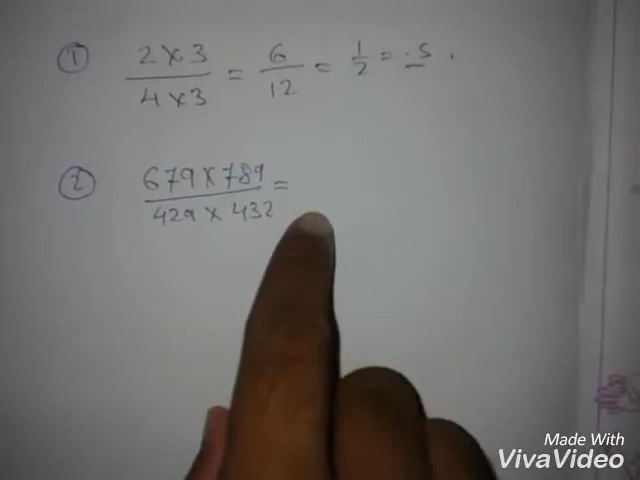 ① 2 x 3 / 4 x 3 = 6 / 12 = 1 / 2 = .5.
② 679 x 789 / 429 x 432 =
Made With
VivaVideo